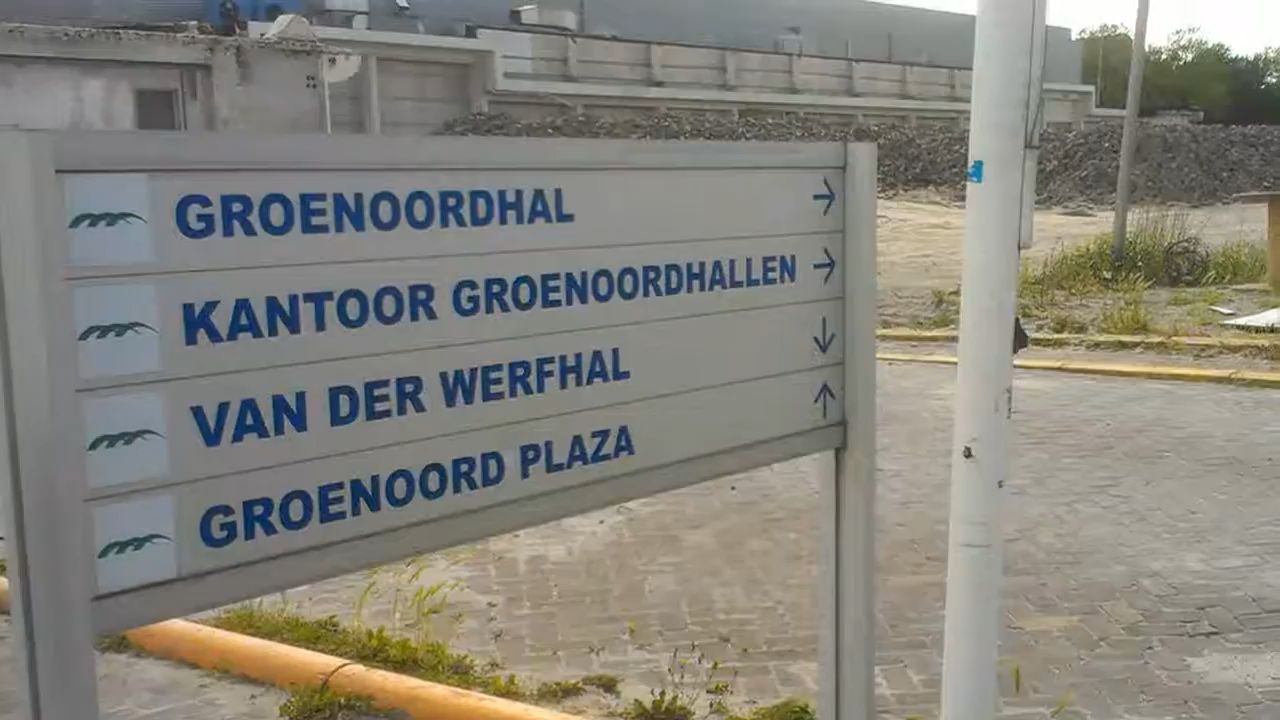 GROENOORDHAL →
KANTOOR GROENOORDHALLEN →
VAN DER WERFHAL ↓
GROENOORD PLAZA ↑